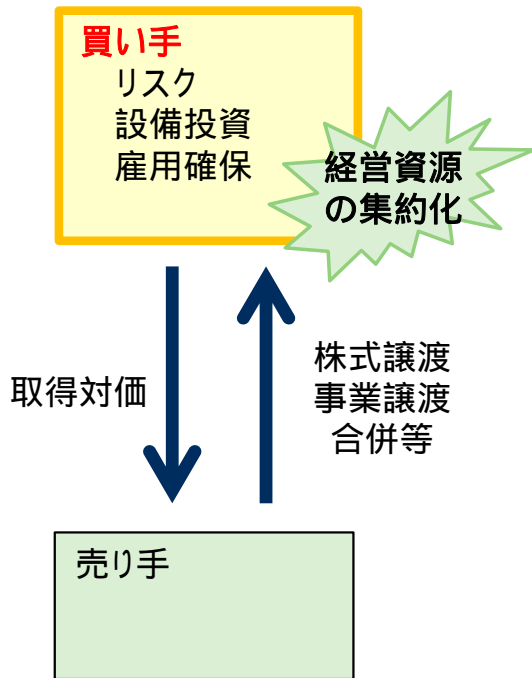 買い手
リスク
設備投資
雇用確保
経営資源
の集約化
取得対価
株式譲渡
事業譲渡
合併等
売り手